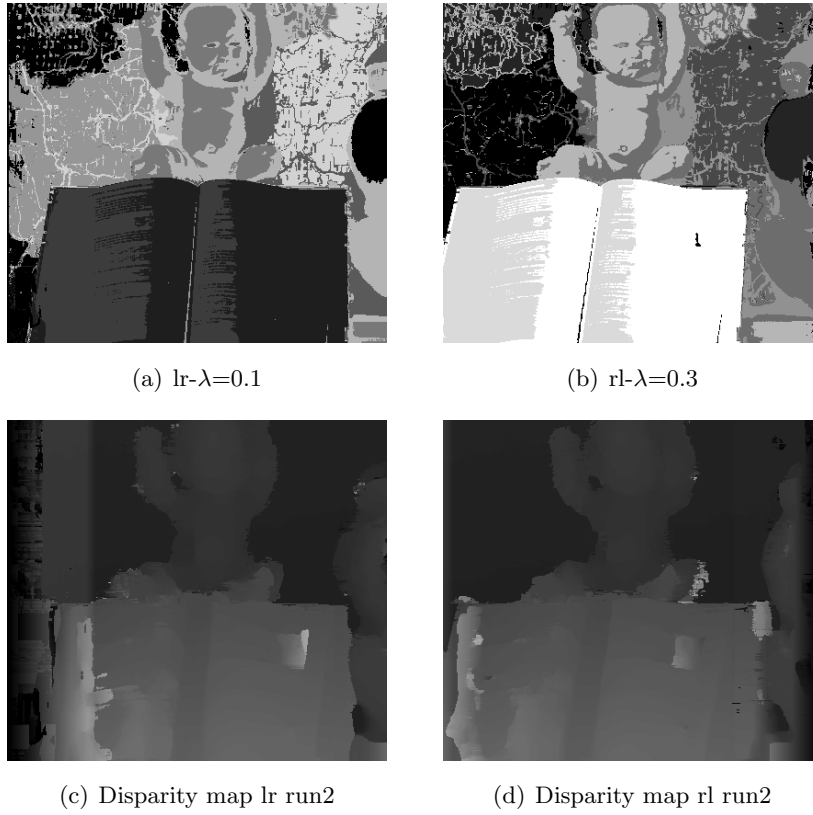 (a) lr-λ=0.1
(b) rl-λ=0.3
(c) Disparity map lr run2
(d) Disparity map rl run2